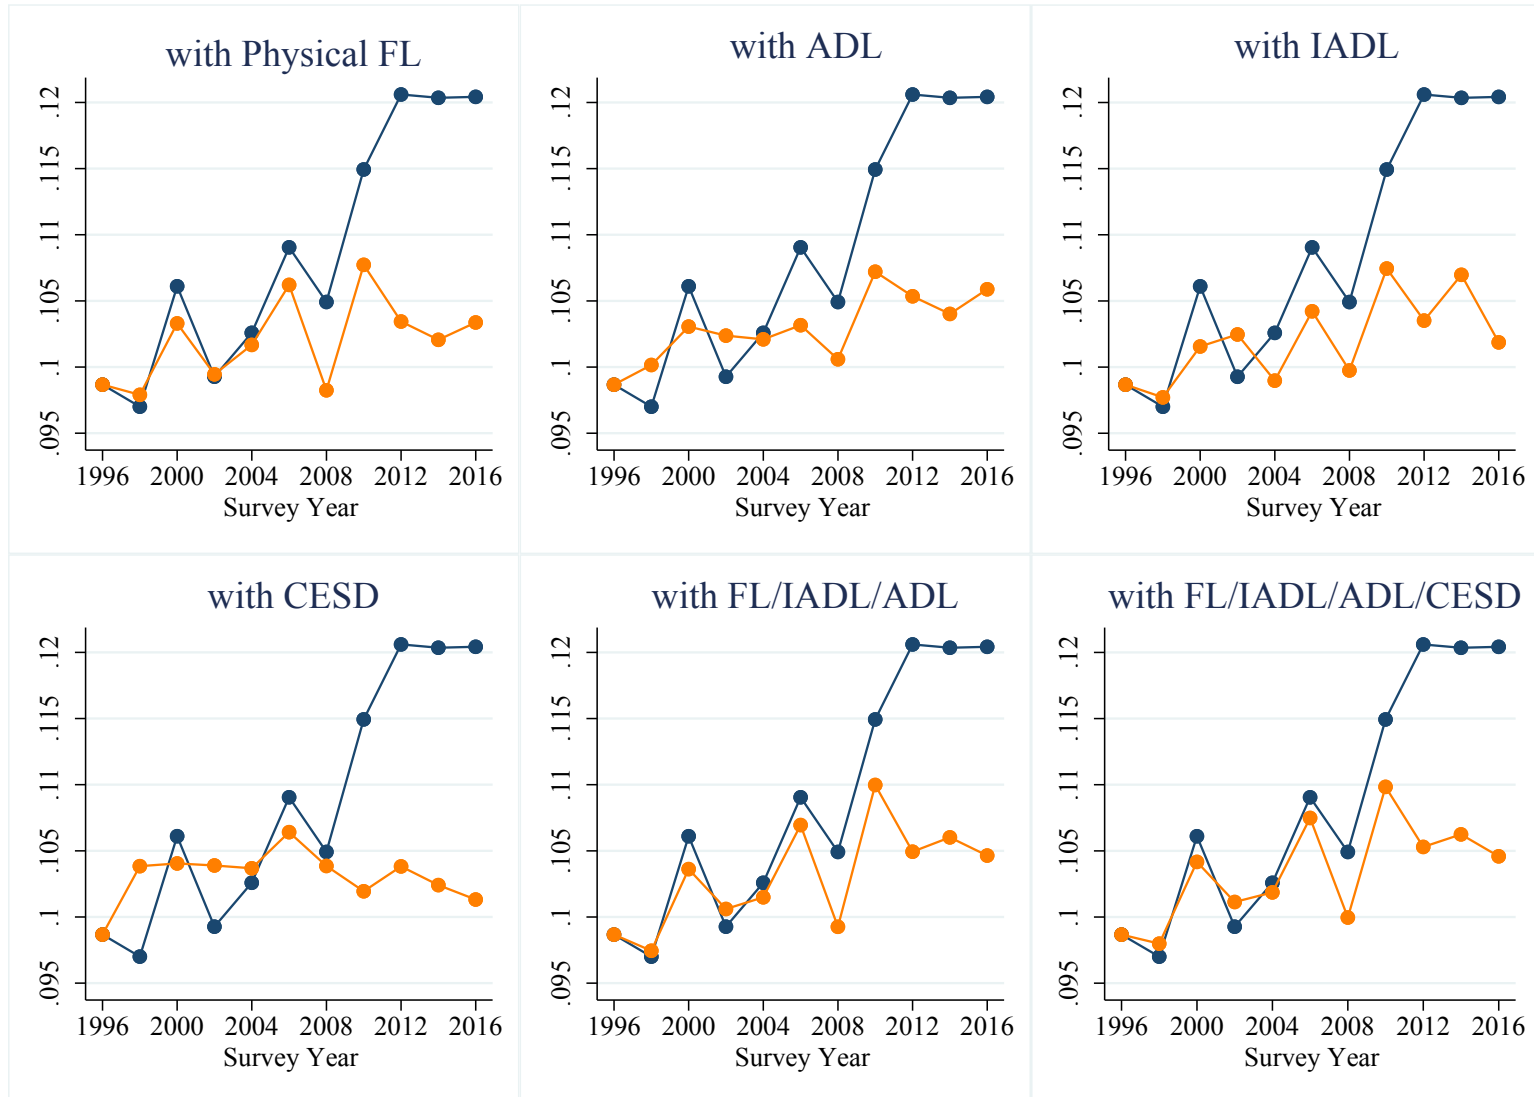 with Physical FL
.12
.115
.11
.105
.1
.095
1996 2000 2004 2008 2012 2016
Survey Year
with ADL
.12
.115
.11
.105
.1
.095
1996 2000 2004 2008 2012 2016
Survey Year
with IADL
.12
.115
.11
.105
.1
.095
1996 2000 2004 2008 2012 2016
Survey Year
with CESD
.12
.115
.11
.105
.1
.095
1996 2000 2004 2008 2012 2016
Survey Year
with FL/IADL/ADL
.12
.115
.11
.105
.1
.095
1996 2000 2004 2008 2012 2016
Survey Year
with FL/IADL/ADL/CESD
.12
.115
.11
.105
.1
.095
1996 2000 2004 2008 2012 2016
Survey Year